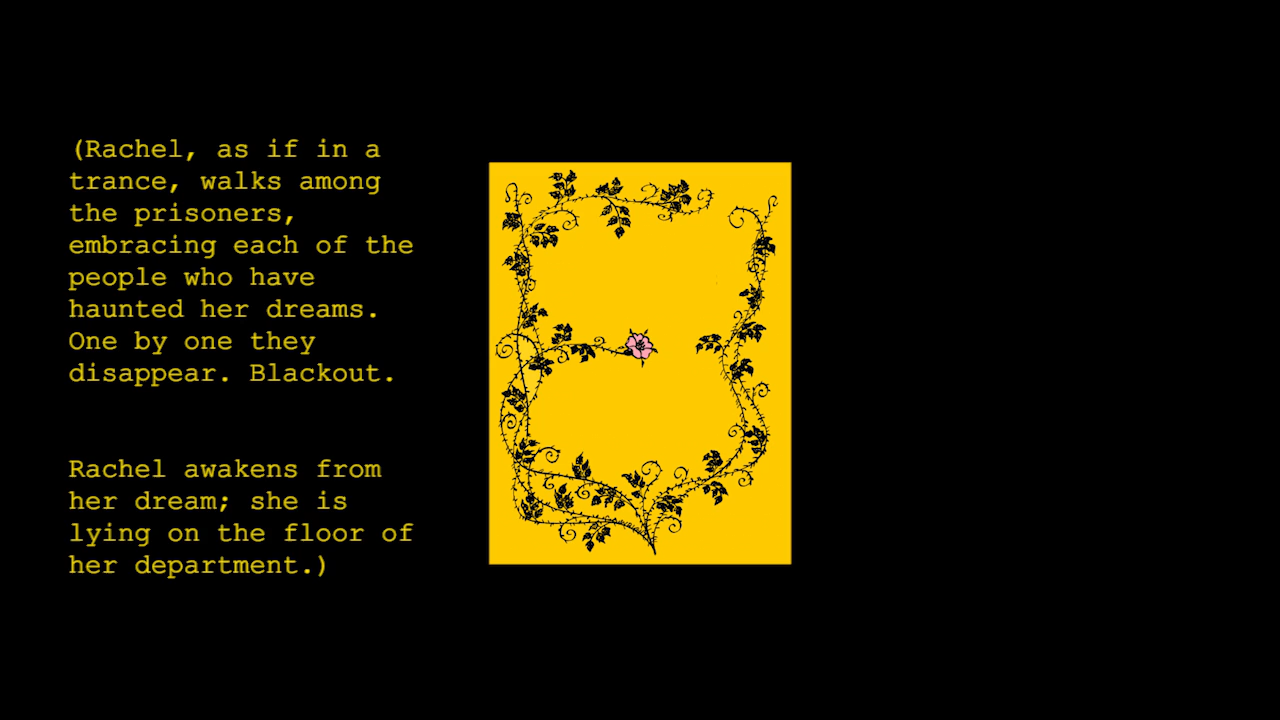 (Rachel, as if in a
trance, walks among
the prisoners,
embracing each of the
people who have
haunted her dreams.
One by one they
disappear. Blackout.
Rachel awakens from
her dream; she is
lying on the floor of
her department.)